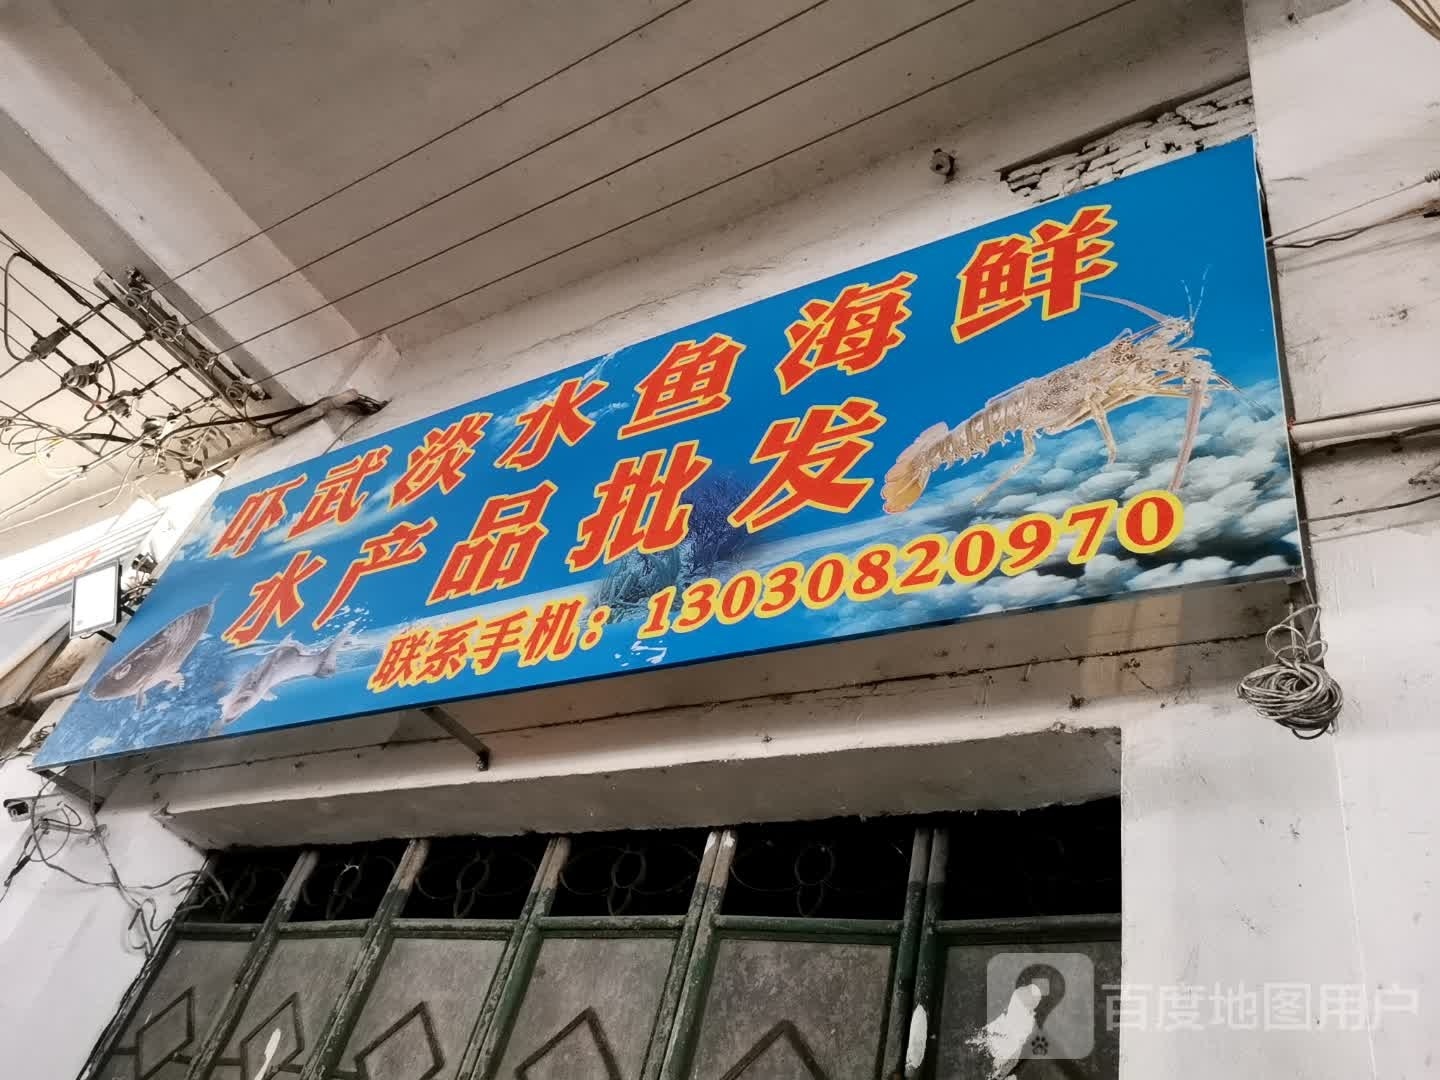 吓武淡水鱼海鲜
水产品批发
联系手机：13030820970
百度地图用户